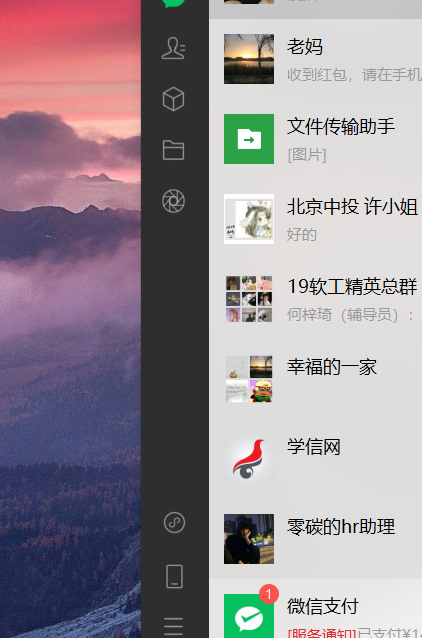 老妈
收到红包，请在手机
文件传输助手
[图片]
北京中投 许小姐
好的
19软工精英总群
何梓琦（辅导员）：
幸福的一家
学信网
零碳的hr助理
1
微信支付
[服务通知]已支付¥1